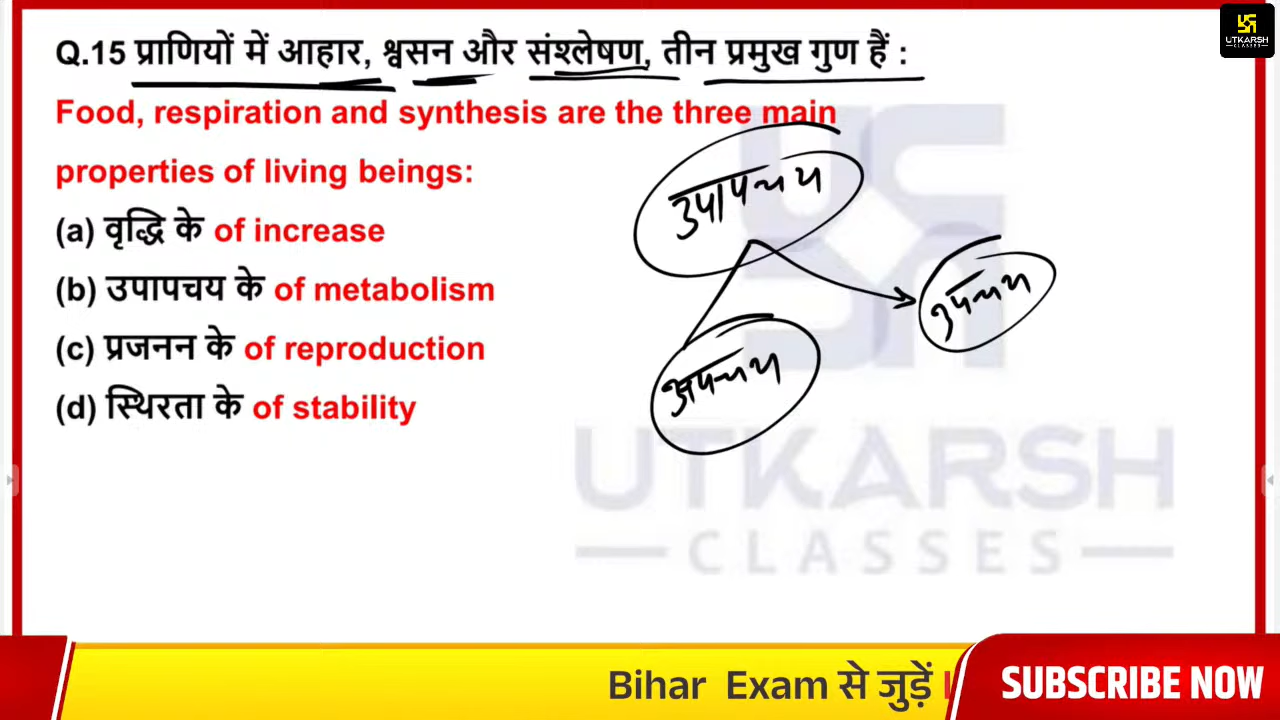 UTKARSH
CLASSES
Q.15 प्राणियों में आहार, श्वसन और संश्लेषण, तीन प्रमुख गुण हैं :
Food, respiration and synthesis are the three main
properties of living beings:
(a) वृद्धि के of increase
(b) उपापचय के of metabolism
(c) प्रजनन के of reproduction
(d) स्थिरता के of stability
उपापचय
उपचय
अपचय
UTKARSH
CLASSES
Bihar Exam से जुड़ें
SUBSCRIBE NOW